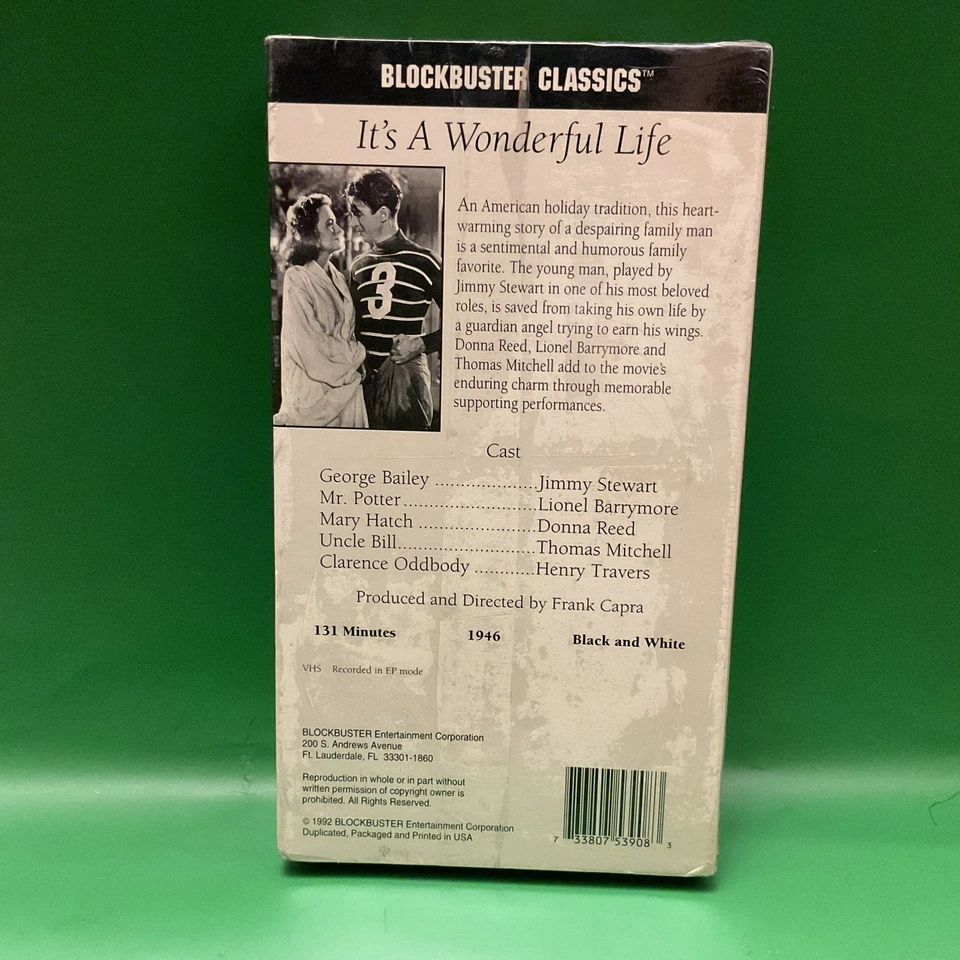 BLOCKBUSTER CLASSICS™
It's A Wonderful Life
3
An American holiday tradition, this heart-
warming story of a despairing family man
is a sentimental and humorous family
favorite. The young man, played by
Jimmy Stewart in one of his most beloved
roles, is saved from taking his own life by
a guardian angel trying to earn his wings.
Donna Reed, Lionel Barrymore and
Thomas Mitchell add to the movie's
enduring charm through memorable
supporting performances.
Cast
George Bailey ...................Jimmy Stewart
Mr. Potter.........................Lionel Barrymore
Mary Hatch ......................Donna Reed
Uncle Bill..........................Thomas Mitchell
Clarence Oddbody ...........Henry Travers
Produced and Directed by Frank Capra
131 Minutes 1946 Black and White
VHS Recorded in EP mode
BLOCKBUSTER Entertainment Corporation
200 S. Andrews Avenue
Ft. Lauderdale, FL 33301-1860
Reproduction in whole or in part without
written permission of copyright owner is
prohibited. All Rights Reserved.
© 1992 BLOCKBUSTER Entertainment Corporation
Duplicated, Packaged and Printed in USA
7 33807 53908 3